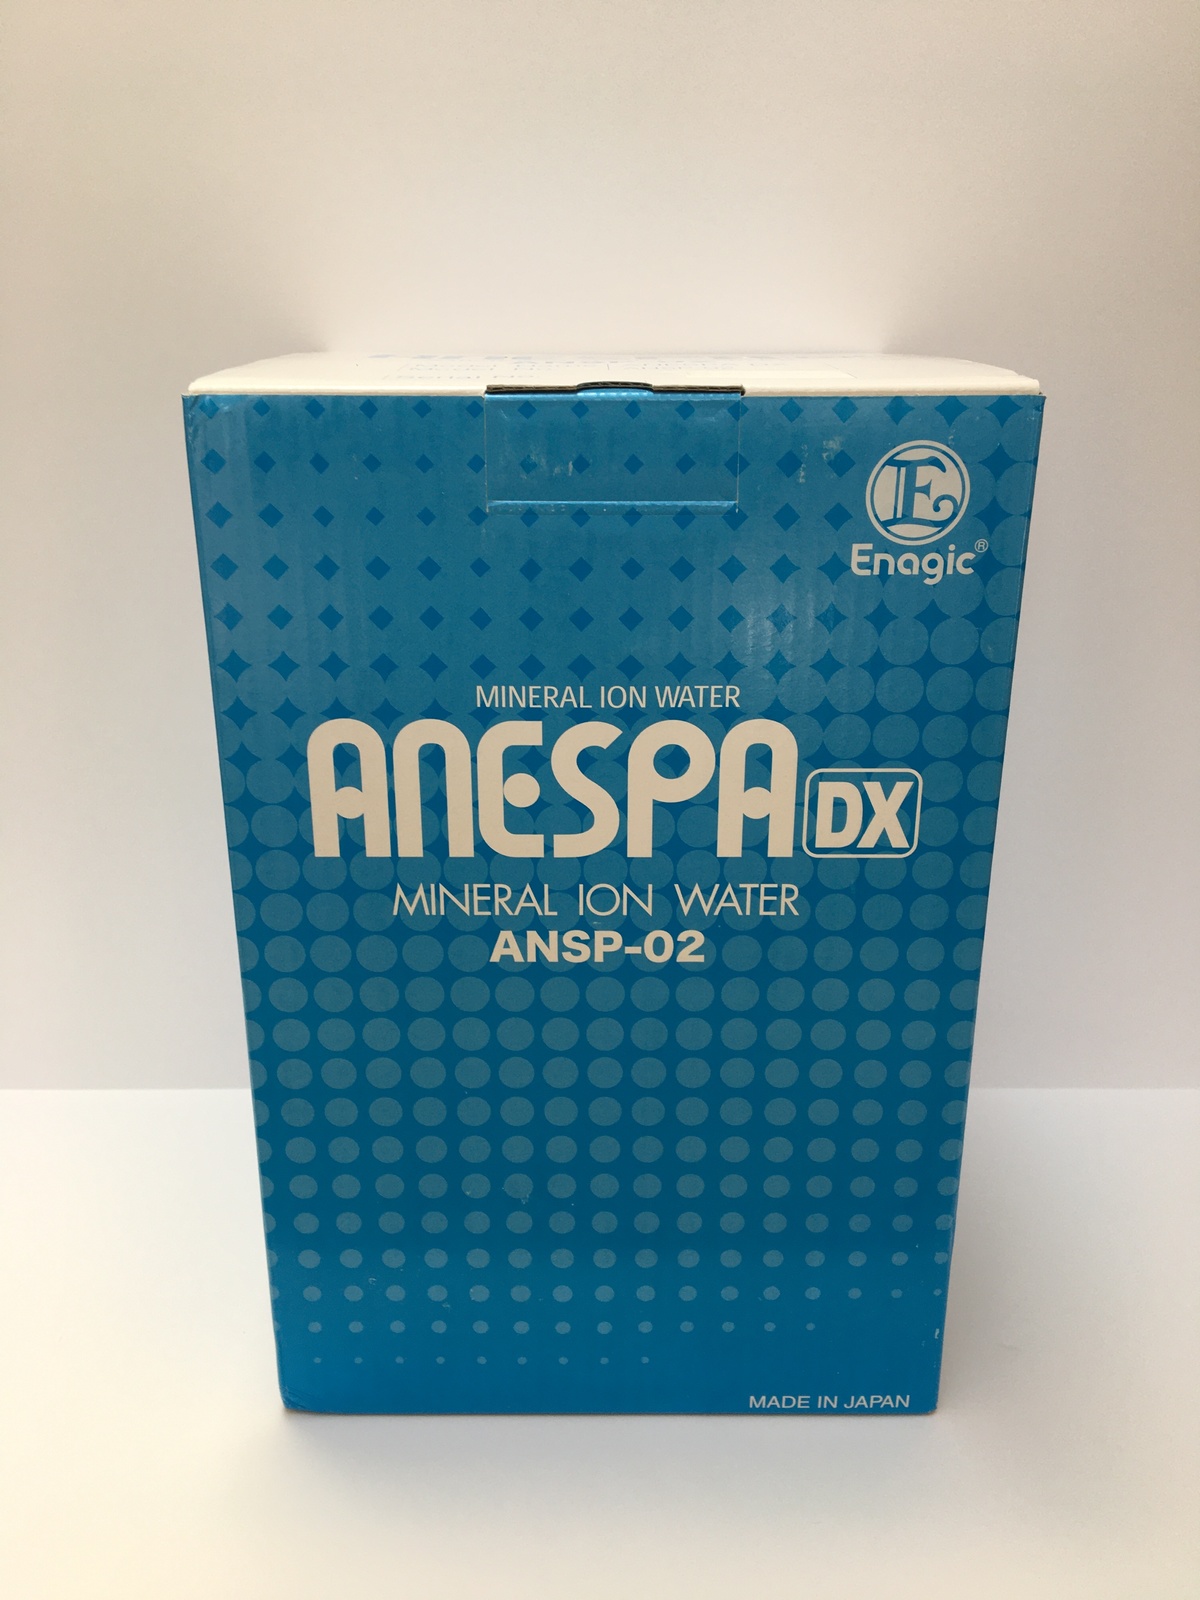 E
Enagic®
MINERAL ION WATER
ANESPA DX
MINERAL ION WATER
ANSP-02
MADE IN JAPAN